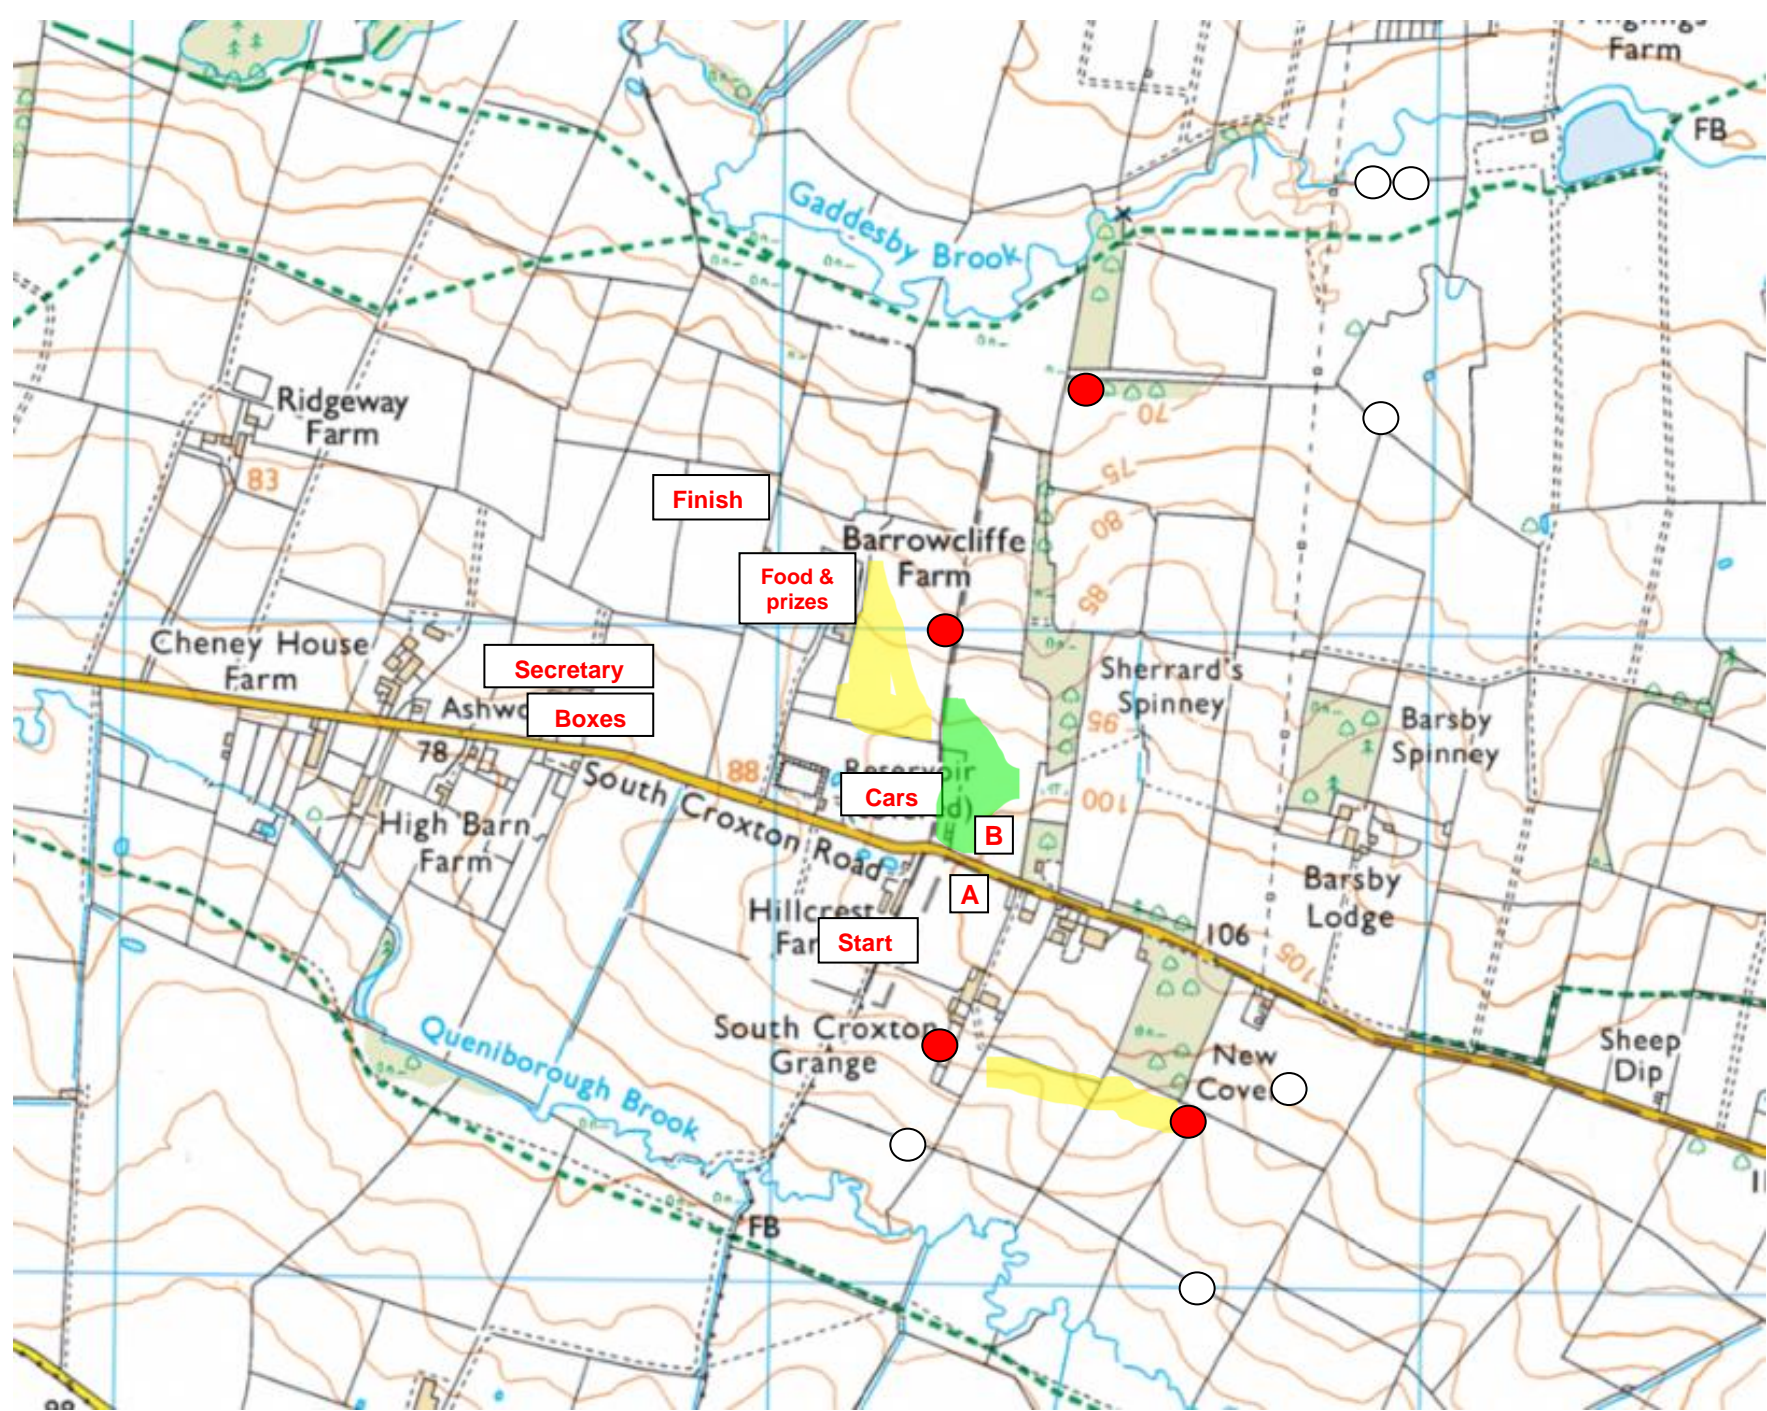 Farm
FB
Gaddesby Brook
Ridgeway
Farm
83
70
75
80
85
Finish
Barrowcliffe
Farm
Food &
prizes
Cheney House
Farm
Secretary
Boxes
78
Sherrard's
Spinney
95
Barsby
Spinney
88
Reservoir
Cars
100
South Croxton Road
High Barn
Farm
B
A
Barsby
Lodge
Hillcrest
Start
106
105
South Croxton
Grange
Queniborough Brook
New
Sheep
Dip
FB